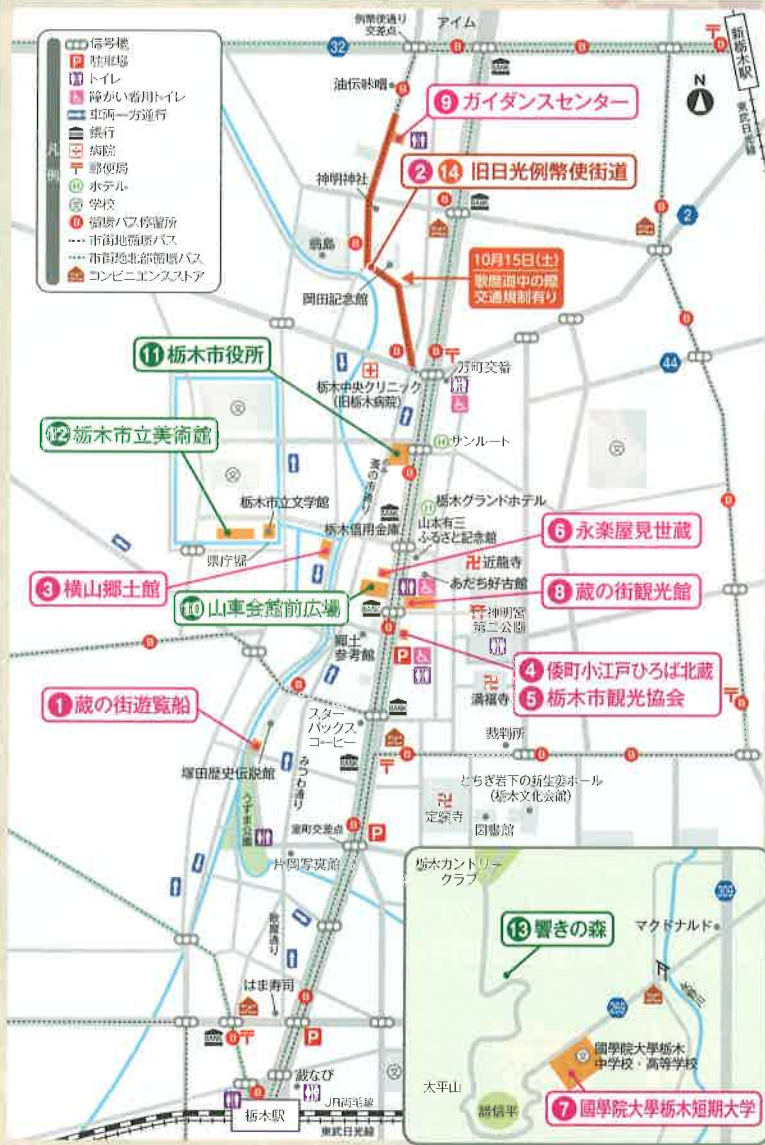 凡例
信号機
駐車場
トイレ
障がい者用トイレ
車両一方通行
銀行
病院
郵便局
ホテル
学校
循環バス停留所
市街地循環バス
市街地北部循環バス
コンビニエンスストア
例幣使通り
交差点
アイム
32
新栃木駅
東武日光線
N
油伝味噌
BANK
9 ガイダンスセンター
2 14 旧日光例幣使街道
神明神社
翁島
2
10月15日(土)
歌麿道中の際
交通規制有り
岡田記念館
44
11 栃木市役所
栃木中央クリニック
(旧栃木病院)
万町交番
12 栃木市立美術館
サンルート
蔵の街通り
栃木グランドホテル
栃木市立文学館
栃木信用金庫
山本有三
ふるさと記念館
6 永楽屋見世蔵
県庁堀
近龍寺
3 横山郷土館
あだち好古館
8 蔵の街観光館
10 山車会館前広場
神明宮
第二公園
郷土
参考館
4 倭町小江戸ひろば北蔵
5 栃木市観光協会
満福寺
1 蔵の街遊覧船
スター
バックス
コーヒー
裁判所
塚田歴史伝説館
みつわ通り
とちぎ岩下の新生姜ホール
(栃木文化会館)
定願寺
図書館
うずま公園
室町交差点
片岡写真館
栃木カントリー
クラブ
309
13 響きの森
マクドナルド
歌麿通り
はま寿司
269
永野川
國學院大學栃木
中学校・高等学校
太平山
謙信平
7 國學院大學栃木短期大学
蔵なび
JR両毛線
栃木駅
東武日光線